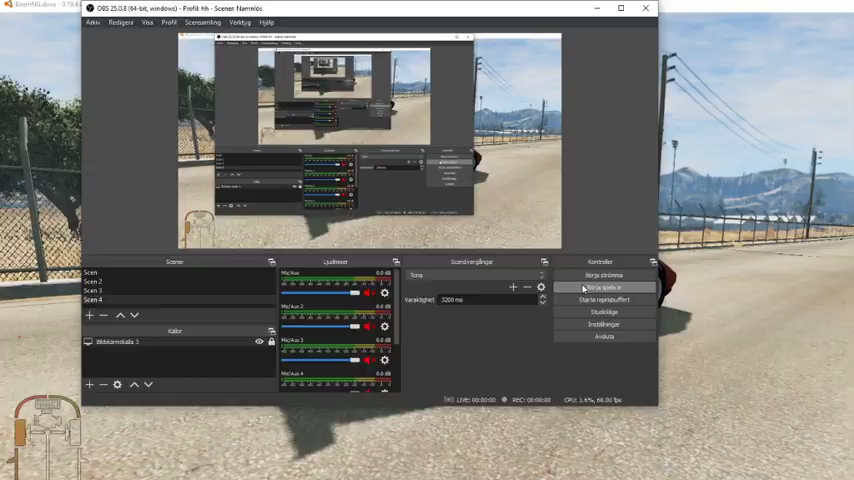 BeamNG.drive - 0.19.4
OBS 25.0.8 (64-bit, windows) - Profil: hh - Scener: Namnlös
Arkiv Redigera Visa Profil Scensamling Verktyg Hjälp
Scener
Scen
Scen 2
Scen 3
Scen 4
Källor
Bildskärmskälla 3
Ljudmixer
Mic/Aux 0.0 dB
Mic/Aux 2 0.0 dB
Mic/Aux 3 0.0 dB
Mic/Aux 4 0.0 dB
Scenövergångar
Tona
Varaktighet 3200 ms
Kontroller
Börja strömma
Börja spela in
Starta reprisbuffert
Studioläge
Inställningar
Avsluta
LIVE: 00:00:00 REC: 00:00:00 CPU: 1.6%, 60.00 fps